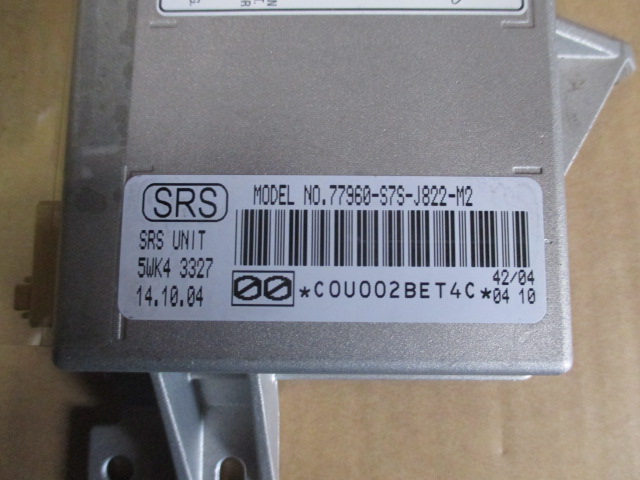 SRS
MODEL NO.77960-S7S-J822-M2
SRS UNIT
5WK4 3327
14.10.04
00
*C0U002BET4C*
42/04
04 10